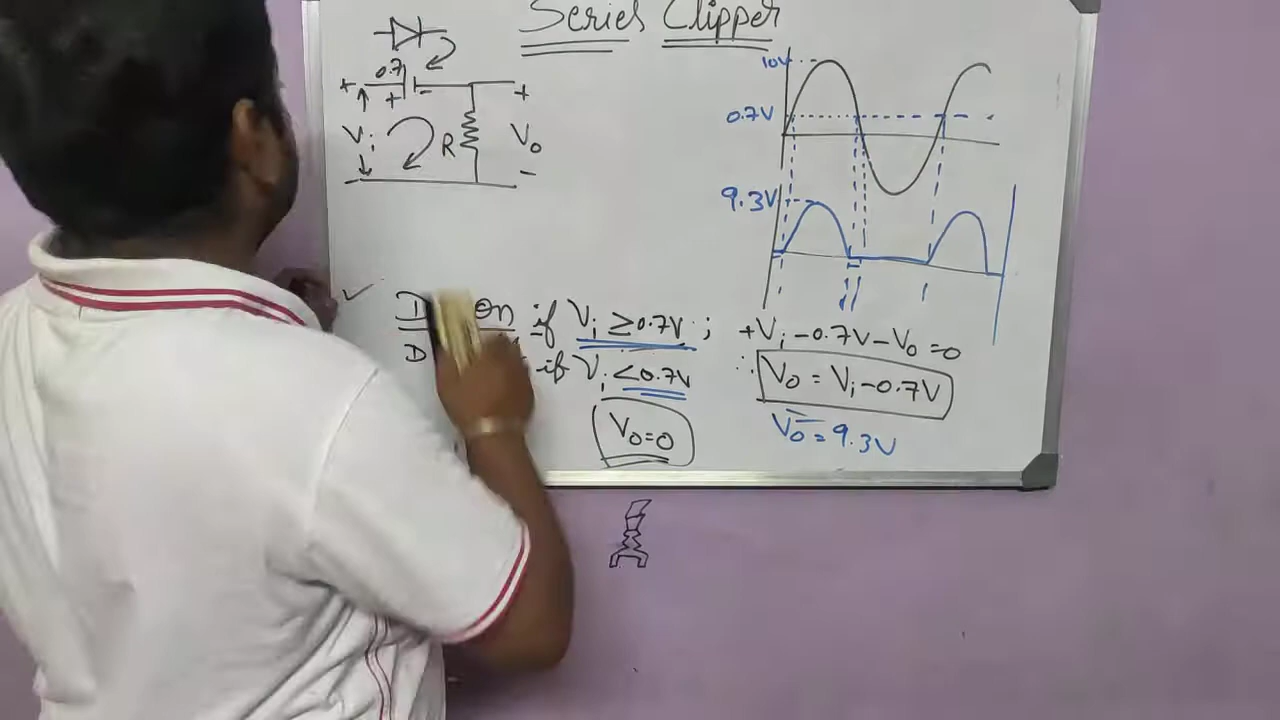 Series Clipper
0.7
+ + - +
Vi R Vo
- -
10V
0.7V
9.3V
✓ D on if Vi ≥ 0.7V ; +Vi - 0.7V - Vo = 0
D if Vi < 0.7V ∴ Vo = Vi - 0.7V
Vo = 0 Vo = 9.3V